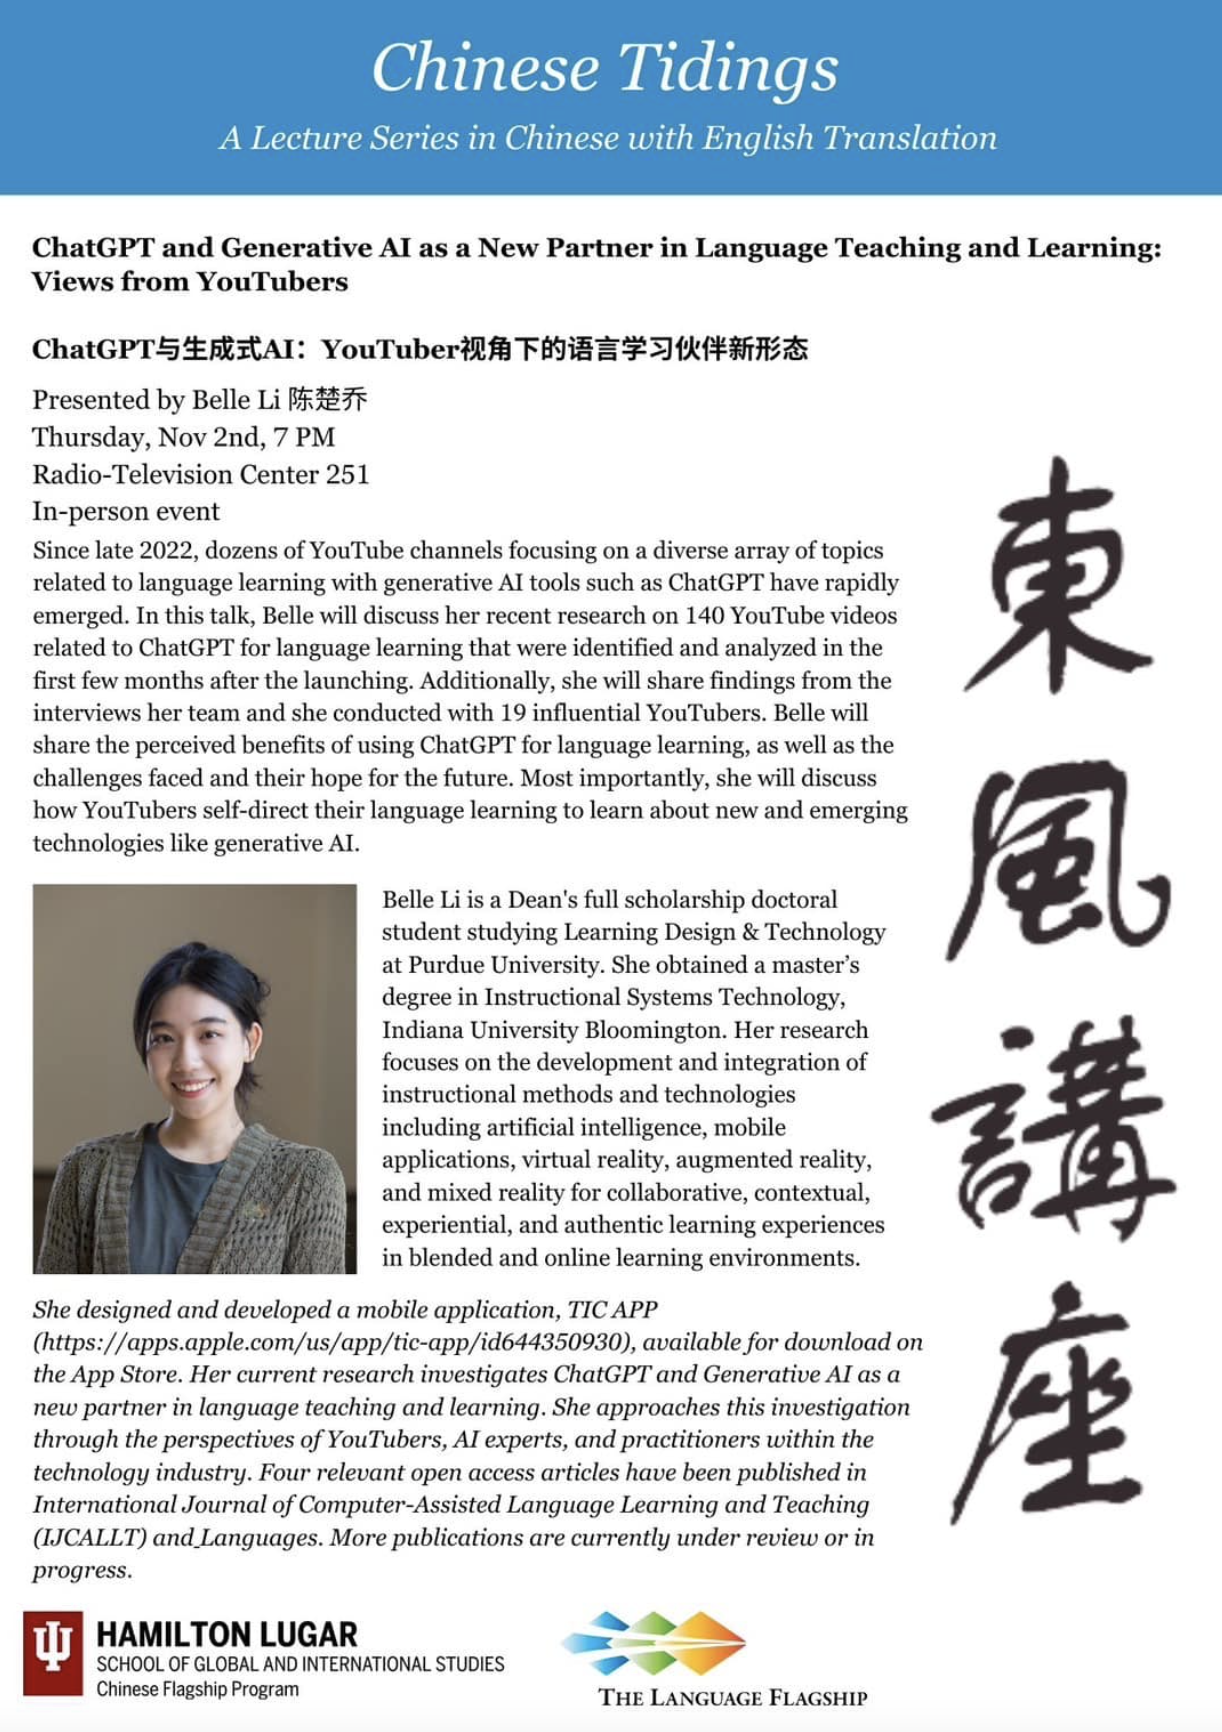 Chinese Tidings
A Lecture Series in Chinese with English Translation
ChatGPT and Generative AI as a New Partner in Language Teaching and Learning:
Views from YouTubers
ChatGPT与生成式AI：YouTuber视角下的语言学习伙伴新形态
Presented by Belle Li 陈楚乔
Thursday, Nov 2nd, 7 PM
Radio-Television Center 251
In-person event
Since late 2022, dozens of YouTube channels focusing on a diverse array of topics
related to language learning with generative AI tools such as ChatGPT have rapidly
emerged. In this talk, Belle will discuss her recent research on 140 YouTube videos
related to ChatGPT for language learning that were identified and analyzed in the
first few months after the launching. Additionally, she will share findings from the
interviews her team and she conducted with 19 influential YouTubers. Belle will
share the perceived benefits of using ChatGPT for language learning, as well as the
challenges faced and their hope for the future. Most importantly, she will discuss
how YouTubers self-direct their language learning to learn about new and emerging
technologies like generative AI.
Belle Li is a Dean's full scholarship doctoral
student studying Learning Design & Technology
at Purdue University. She obtained a master’s
degree in Instructional Systems Technology,
Indiana University Bloomington. Her research
focuses on the development and integration of
instructional methods and technologies
including artificial intelligence, mobile
applications, virtual reality, augmented reality,
and mixed reality for collaborative, contextual,
experiential, and authentic learning experiences
in blended and online learning environments.
She designed and developed a mobile application, TIC APP
(https://apps.apple.com/us/app/tic-app/id644350930), available for download on
the App Store. Her current research investigates ChatGPT and Generative AI as a
new partner in language teaching and learning. She approaches this investigation
through the perspectives of YouTubers, AI experts, and practitioners within the
technology industry. Four relevant open access articles have been published in
International Journal of Computer-Assisted Language Learning and Teaching
(IJCALLT) and Languages. More publications are currently under review or in
progress.
東風講座
HAMILTON LUGAR
SCHOOL OF GLOBAL AND INTERNATIONAL STUDIES
Chinese Flagship Program
THE LANGUAGE FLAGSHIP